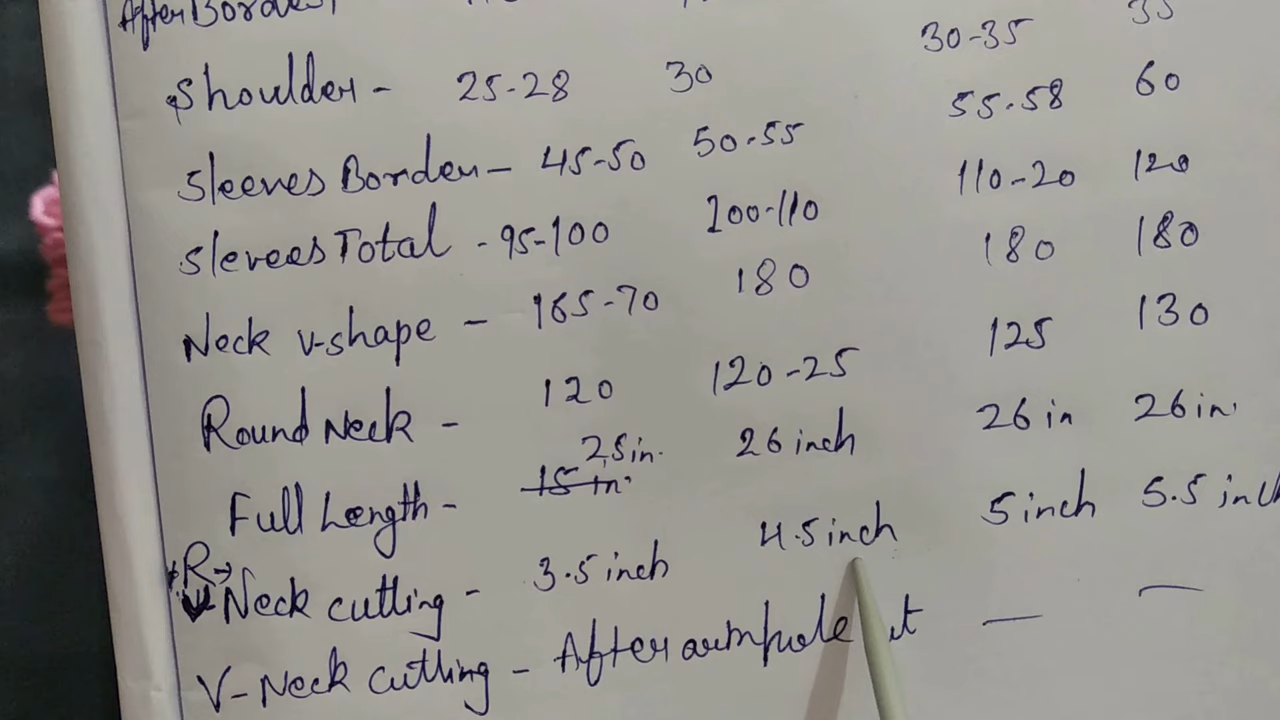 After Border
Shoulder - 25-28 30 30-35 35
Sleeves Border - 45-50 50-55 55-58 60
Slevees Total - 95-100 100-110 110-20 120
Neck v-shape - 165-70 180 180 180
Round Neck - 120 120-25 125 130
Full Length - 15 in. 25 in. 26 inch 26 in 26 in.
R→ Neck cutting - 3.5 inch 4.5 inch 5 inch 5.5 inch
V-Neck cutting - After armhole — —